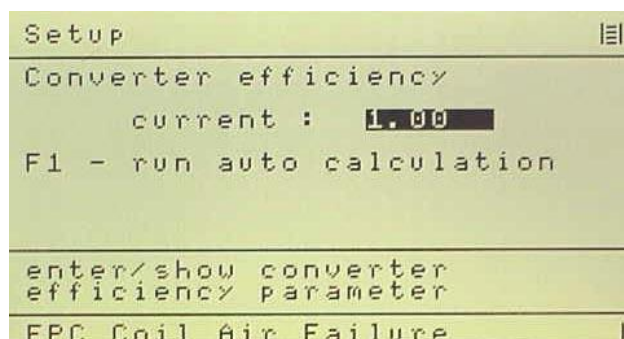 Setup
Converter efficiency
current : 1.00
F1 - run auto calculation
enter/show converter
efficiency parameter
EPC Coil Air Failure